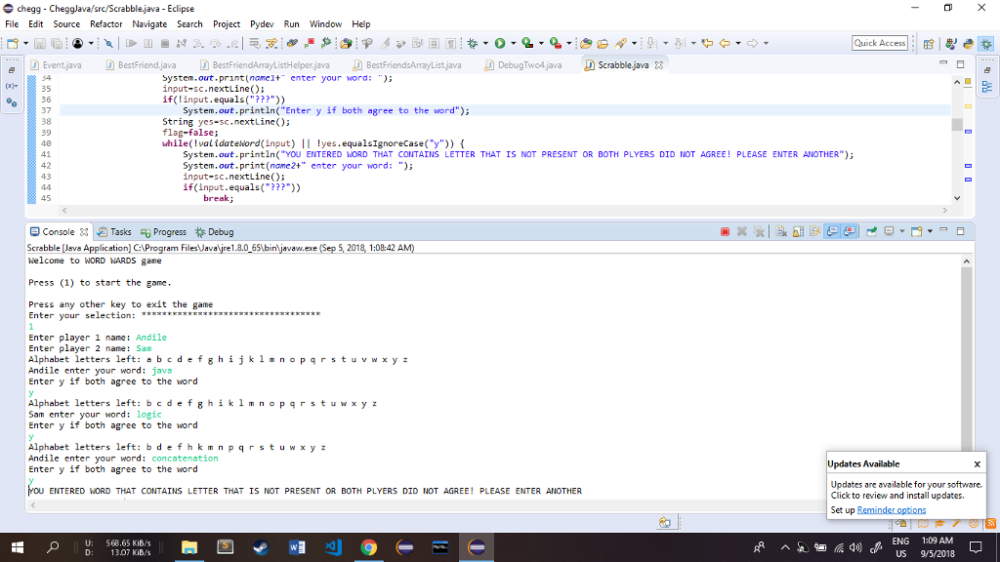 chegg - CheggJava/src/Scrabble.java - Eclipse
File Edit Source Refactor Navigate Search Project Pydev Run Window Help
Quick Access
Event.java BestFriend.java BestFriendArrayListHelper.java BestFriendsArrayList.java DebugTwo4.java Scrabble.java
34 System.out.print(name1+" enter your word: ");
35 input=sc.nextLine();
36 if(!input.equals("???"))
37 System.out.println("Enter y if both agree to the word");
38 String yes=sc.nextLine();
39 flag=false;
40 while(!validateWord(input) || !yes.equalsIgnoreCase("y")) {
41 System.out.println("YOU ENTERED WORD THAT CONTAINS LETTER THAT IS NOT PRESENT OR BOTH PLYERS DID NOT AGREE! PLEASE ENTER ANOTHER");
42 System.out.print(name2+" enter your word: ");
43 input=sc.nextLine();
44 if(input.equals("???"))
45 break;
Console Tasks Progress Debug
Scrabble [Java Application] C:\Program Files\Java\jre1.8.0_65\bin\javaw.exe (Sep 5, 2018, 1:08:42 AM)
Welcome to WORD WARDS game
Press (1) to start the game.
Press any other key to exit the game
Enter your selection: ***********************************
1
Enter player 1 name: Andile
Enter player 2 name: Sam
Alphabet letters left: a b c d e f g h i j k l m n o p q r s t u v w x y z
Andile enter your word: java
Enter y if both agree to the word
y
Alphabet letters left: b c d e f g h i k l m n o p q r s t u w x y z
Sam enter your word: logic
Enter y if both agree to the word
y
Alphabet letters left: b d e f h k m n p q r s t u w x y z
Andile enter your word: concatenation
Enter y if both agree to the word
y
YOU ENTERED WORD THAT CONTAINS LETTER THAT IS NOT PRESENT OR BOTH PLYERS DID NOT AGREE! PLEASE ENTER ANOTHER
Updates Available
Updates are available for your software.
Click to review and install updates.
Set up Reminder options
U: 568.65 KiB/s
D: 13.07 KiB/s
ENG
US
1:09 AM
9/5/2018